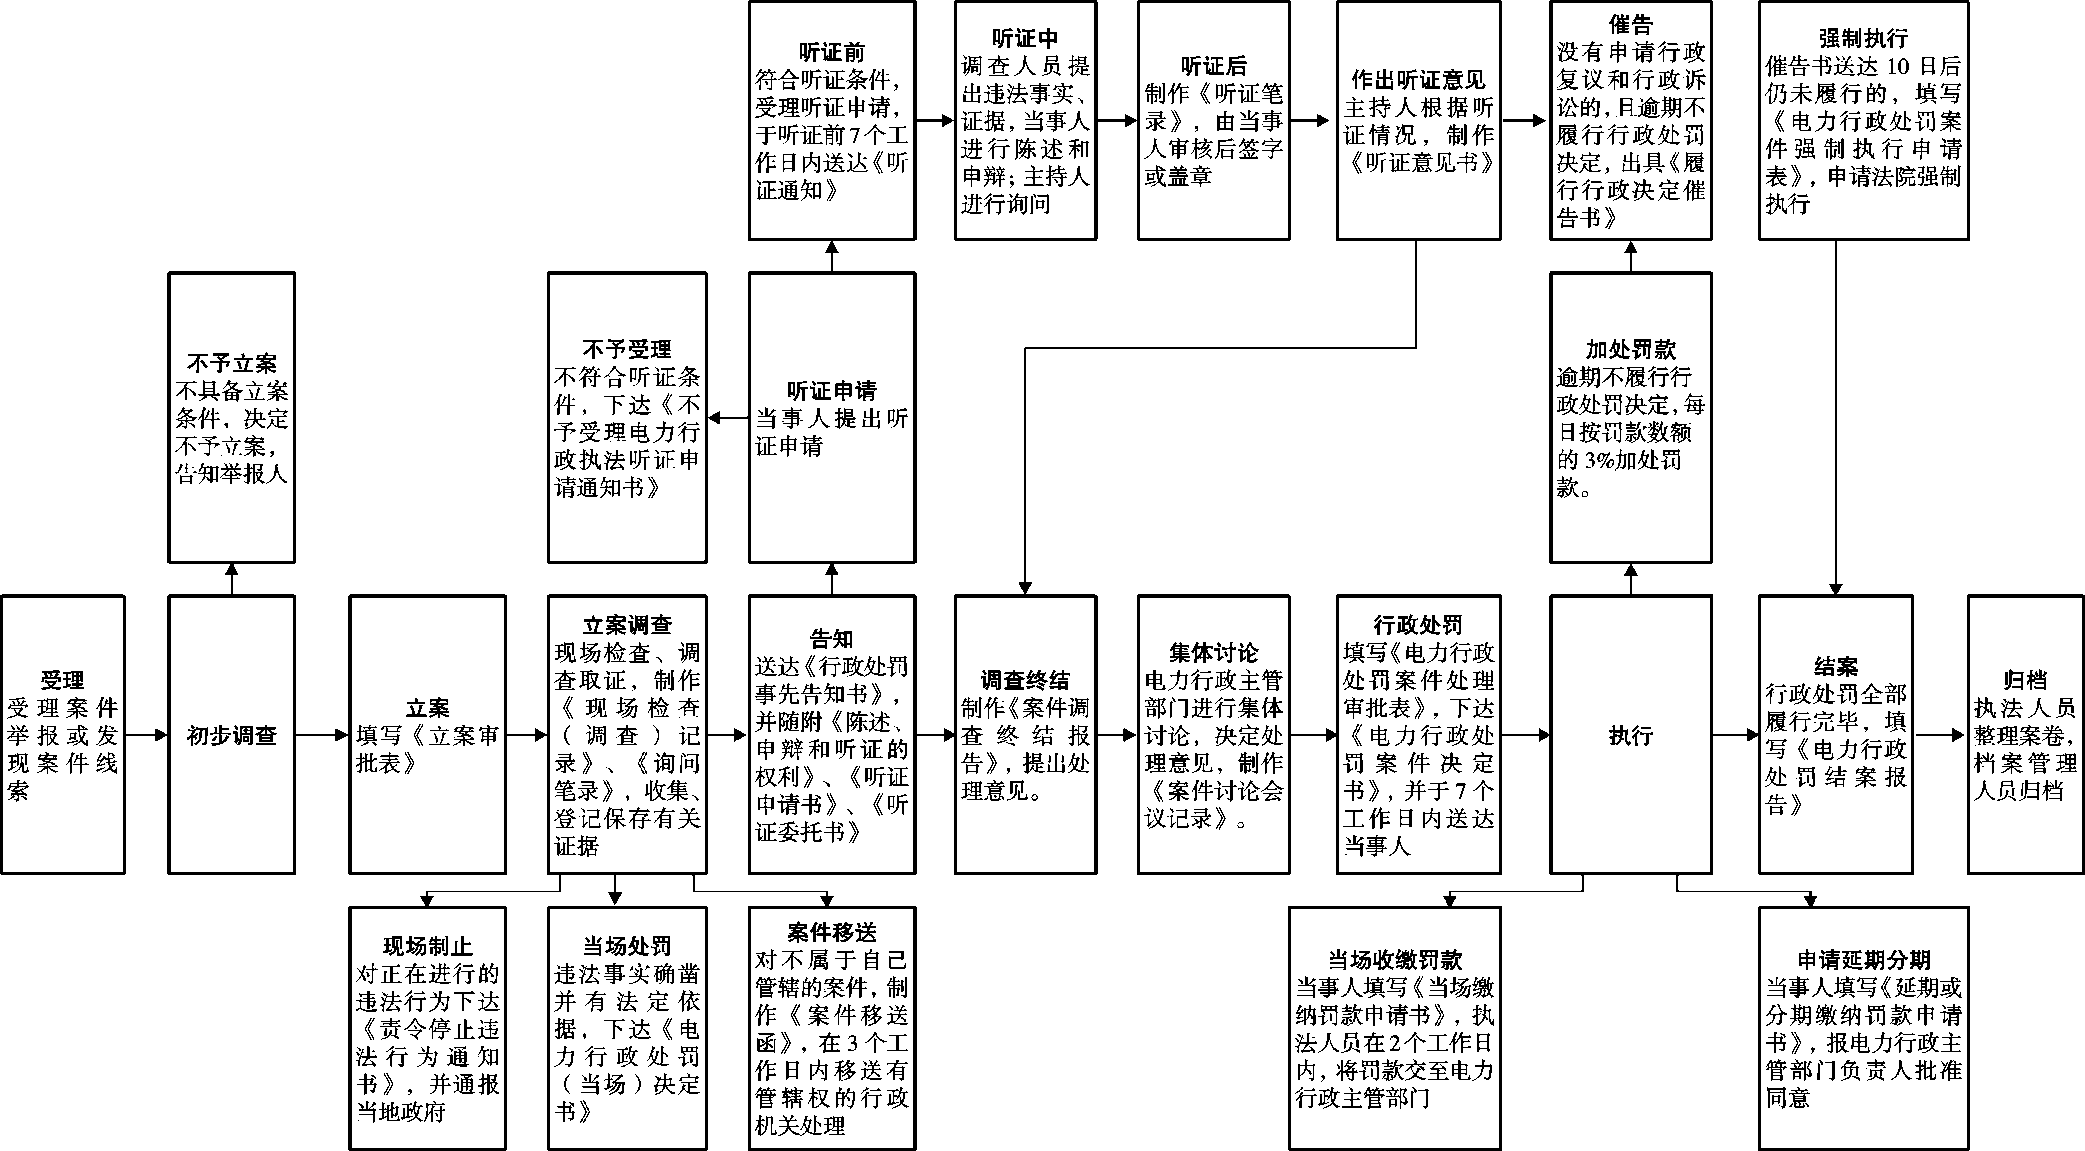 听证前
符合听证条件，
受理听证申请，
于听证前7个工
作日内送达《听
证通知》
听证中
调查人员提
出违法事实、
证据，当事人
进行陈述和
申辩；主持人
进行询问
听证后
制作《听证笔
录》，由当事
人审核后签字
或盖章
作出听证意见
主持人根据听
证情况，制作
《听证意见书》
催告
没有申请行政
复议和行政诉
讼的，且逾期不
履行行政处罚
决定，出具《履
行行政决定催
告书》
强制执行
催告书送达 10 日后
仍未履行的，填写
《电力行政处罚案
件强制执行申请
表》，申请法院强制
执行
不予立案
不具备立案
条件，决定
不予立案，
告知举报人
不予受理
不符合听证条
件，下达《不
予受理电力行
政执法听证申
请通知书》
听证申请
当事人提出听
证申请
加处罚款
逾期不履行行
政处罚决定，每
日按罚款数额
的 3%加处罚
款。
受理
受理案件
举报或发
现案件线
索
初步调查
立案
填写《立案审
批表》
立案调查
现场检查、调
查取证，制作
《现场检查
（调查）记
录》、《询问
笔录》，收集、
登记保存有关
证据
告知
送达《行政处罚
事先告知书》，
并随附《陈述、
申辩和听证的
权利》、《听证
申请书》、《听
证委托书》
调查终结
制作《案件调
查终结报
告》，提出处
理意见。
集体讨论
电力行政主管
部门进行集体
讨论，决定处
理意见，制作
《案件讨论会
议记录》。
行政处罚
填写《电力行政
处罚案件处理
审批表》，下达
《电力行政处
罚案件决定
书》，并于 7 个
工作日内送达
当事人
执行
结案
行政处罚全部
履行完毕，填
写《电力行政
处罚结案报
告》
归档
执法人员
整理案卷，
档案管理
人员归档
现场制止
对正在进行的
违法行为下达
《责令停止违
法行为通知
书》，并通报
当地政府
当场处罚
违法事实确凿
并有法定依
据，下达《电
力行政处罚
（当场）决定
书》
案件移送
对不属于自己
管辖的案件，制
作《案件移送
函》，在 3 个工
作日内移送有
管辖权的行政
机关处理
当场收缴罚款
当事人填写《当场缴
纳罚款申请书》，执
法人员在2个工作日
内，将罚款交至电力
行政主管部门
申请延期分期
当事人填写《延期或
分期缴纳罚款申请
书》，报电力行政主
管部门负责人批准
同意